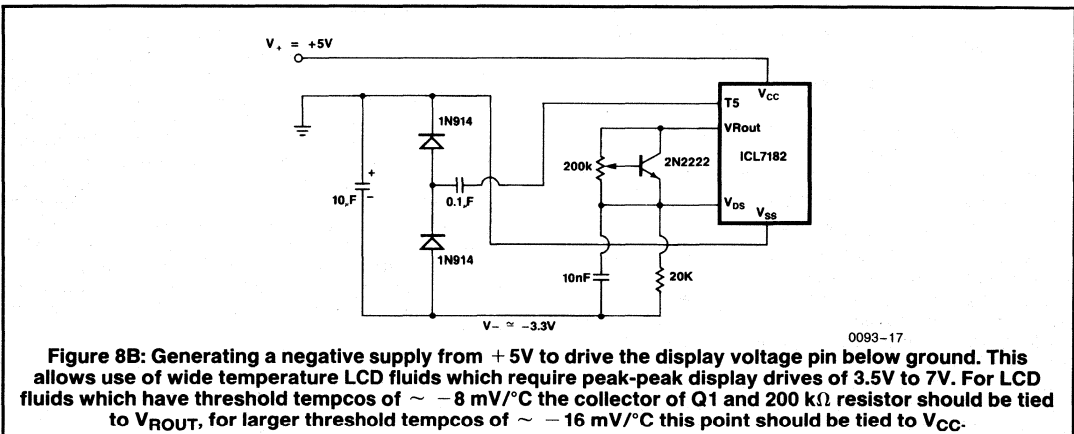 V+ = +5V
VCC
T5
1N914
VRout
ICL7182
200k
2N2222
+
10µF
−
0.1µF
VDS
VSS
1N914
10nF
20K
V− ≃ −3.3V
0093–17
Figure 8B: Generating a negative supply from +5V to drive the display voltage pin below ground. This
allows use of wide temperature LCD fluids which require peak-peak display drives of 3.5V to 7V. For LCD
fluids which have threshold tempcos of ~ −8 mV/°C the collector of Q1 and 200 kΩ resistor should be tied
to VROUT, for larger threshold tempcos of ~ −16 mV/°C this point should be tied to VCC.